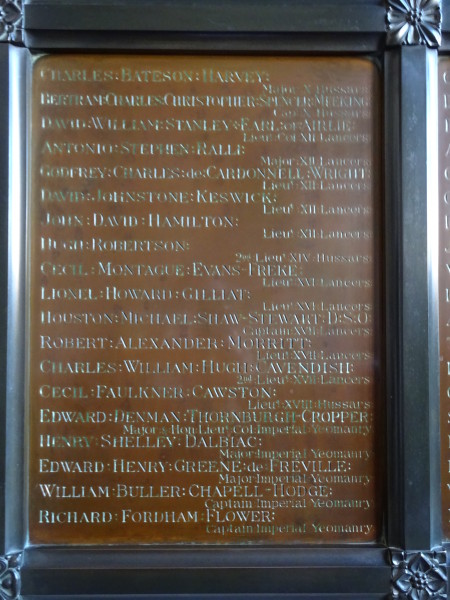 CHARLES:BATESON:HARVEY:
Major X Hussars
BERTRAM:CHARLES:CHRISTOPHER:SPENCER:MEEKING
Capt X Hussars
DAVID:WILLIAM:STANLEY:EARL OF AIRLIE:
Lieut Col XII Lancers
ANTONIO:STEPHEN:RALLI:
Major XII Lancers
GODFREY:CHARLES:de:CARDONNELL:WRIGHT:
Lieut XII Lancers
DAVID:JOHNSTONE:KESWICK:
Lieut XII Lancers
JOHN:DAVID:HAMILTON:
Lieut XIII Lancers
HUGH:ROBERTSON:
2nd Lieut XIV Hussars
CECIL:MONTAGUE:EVANS-FREKE:
Lieut XVI Lancers
LIONEL:HOWARD:GILLIAT:
Lieut XVI Lancers
HOUSTON:MICHAEL:SHAW-STEWART:D:S:O
Captain XVII Lancers
ROBERT:ALEXANDER:MORRITT:
Lieut XVII Lancers
CHARLES:WILLIAM:HUGH:CAVENDISH:
2nd Lieut XVII Lancers
CECIL:FAULKNER:CAWSTON:
Lieut XVIII Hussars
EDWARD:DENMAN:THORNBURGH-CROPPER:
Major & Hon Lieut Col Imperial Yeomanry
HENRY:SHELLEY:DALBIAC:
Major Imperial Yeomanry
EDWARD:HENRY:GREENE:de:FRÉVILLE:
Major Imperial Yeomanry
WILLIAM:BULLER:CHAPELL-HODGE:
Captain Imperial Yeomanry
RICHARD:FORDHAM:FLOWER:
Captain Imperial Yeomanry